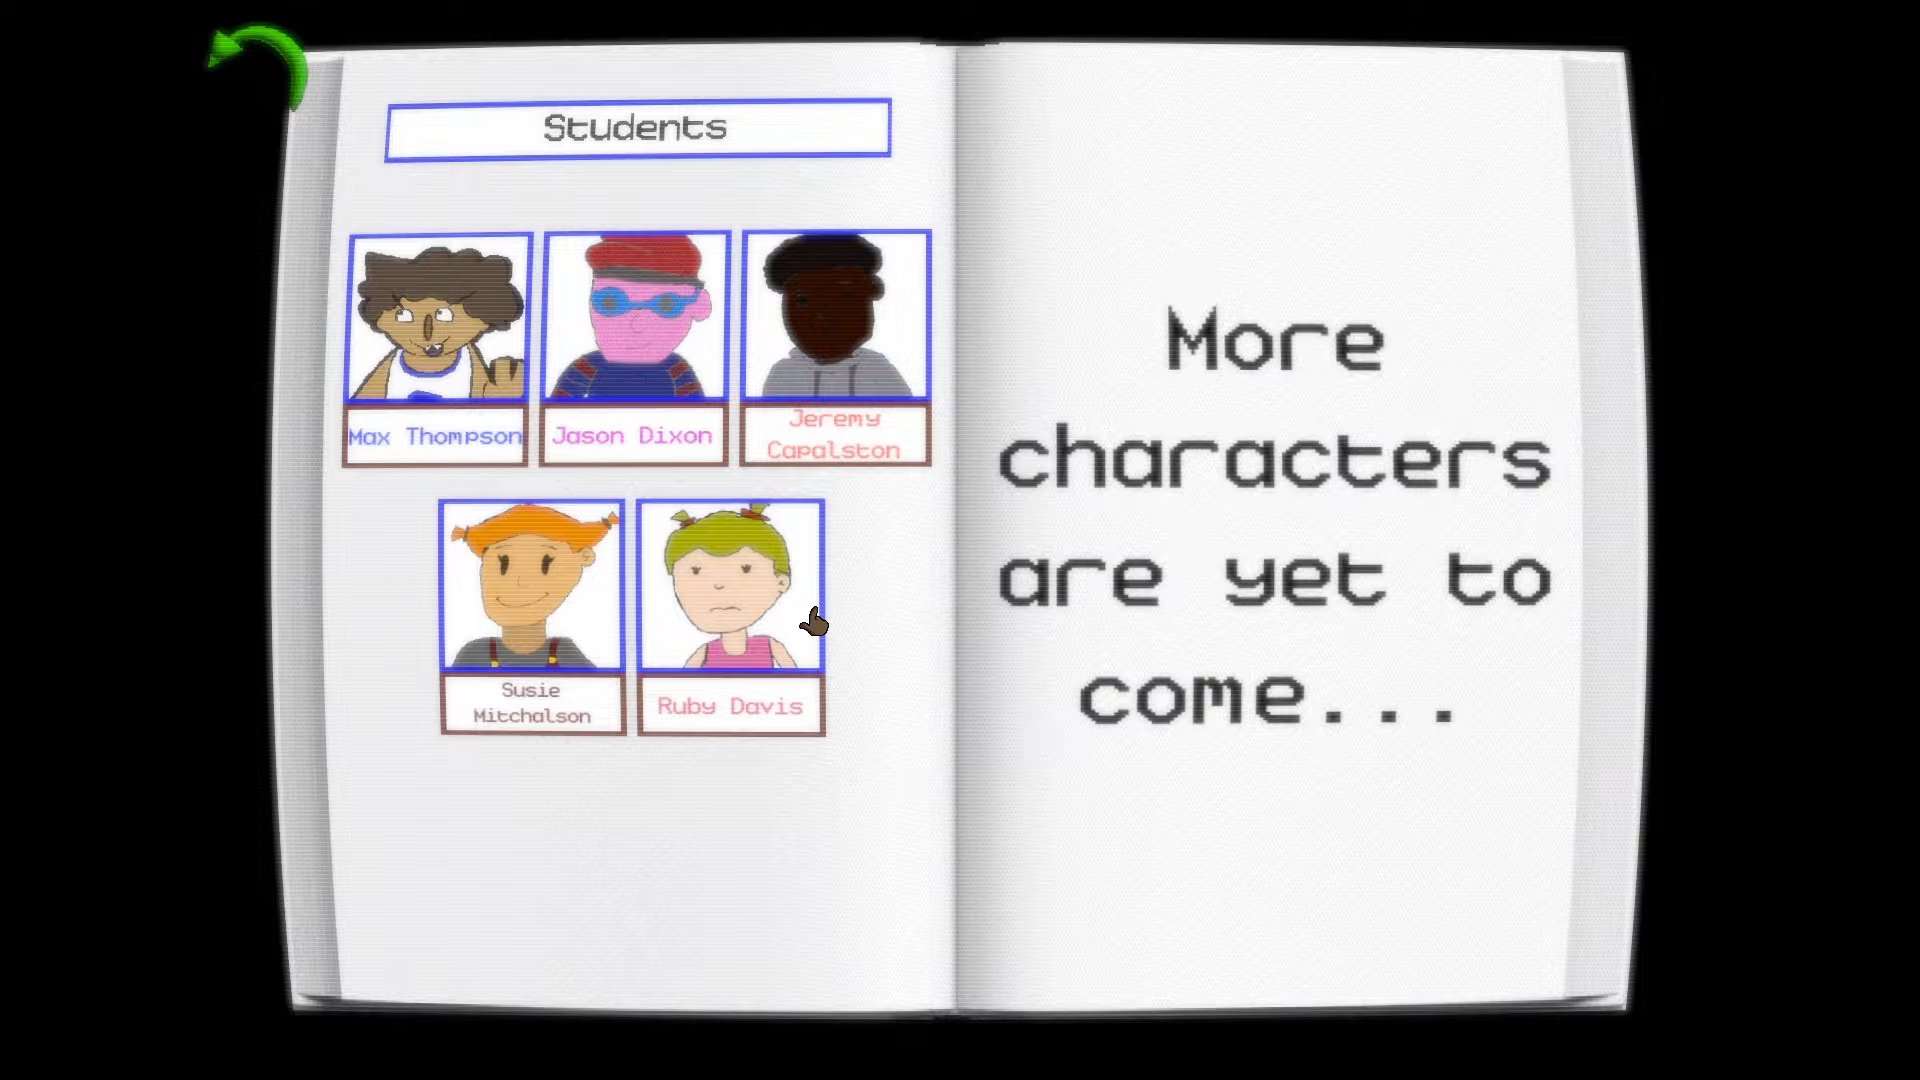 Students
Max Thompson
Jason Dixon
Jeremy
Capalston
Susie
Mitchalson
Ruby Davis
More
characters
are yet to
come...